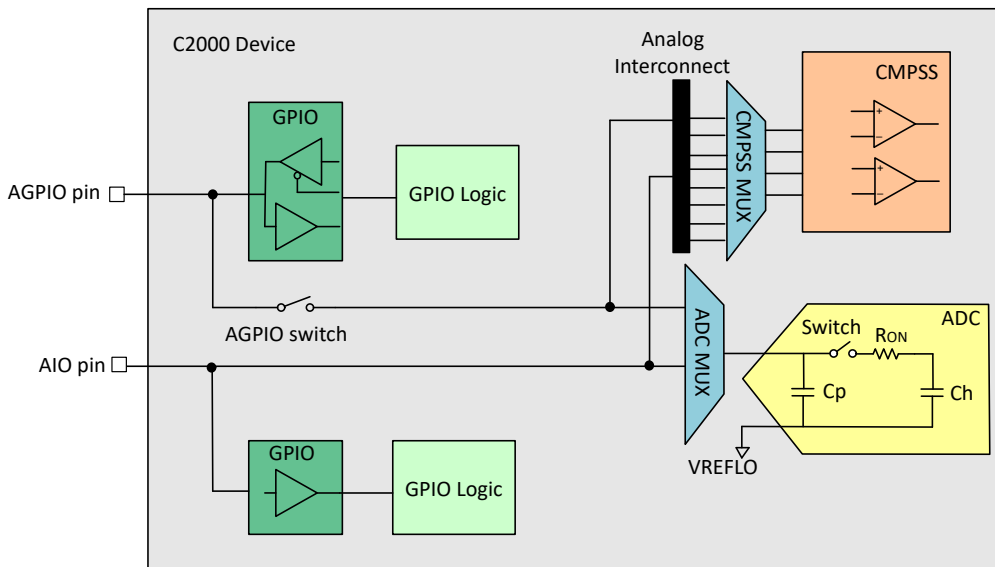 C2000 Device
Analog
Interconnect
CMPSS
GPIO
CMPSS MUX
+
−
+
−
GPIO Logic
AGPIO pin
AGPIO switch
ADC MUX
ADC
Switch
RON
AIO pin
Cp
Ch
GPIO
VREFLO
GPIO Logic